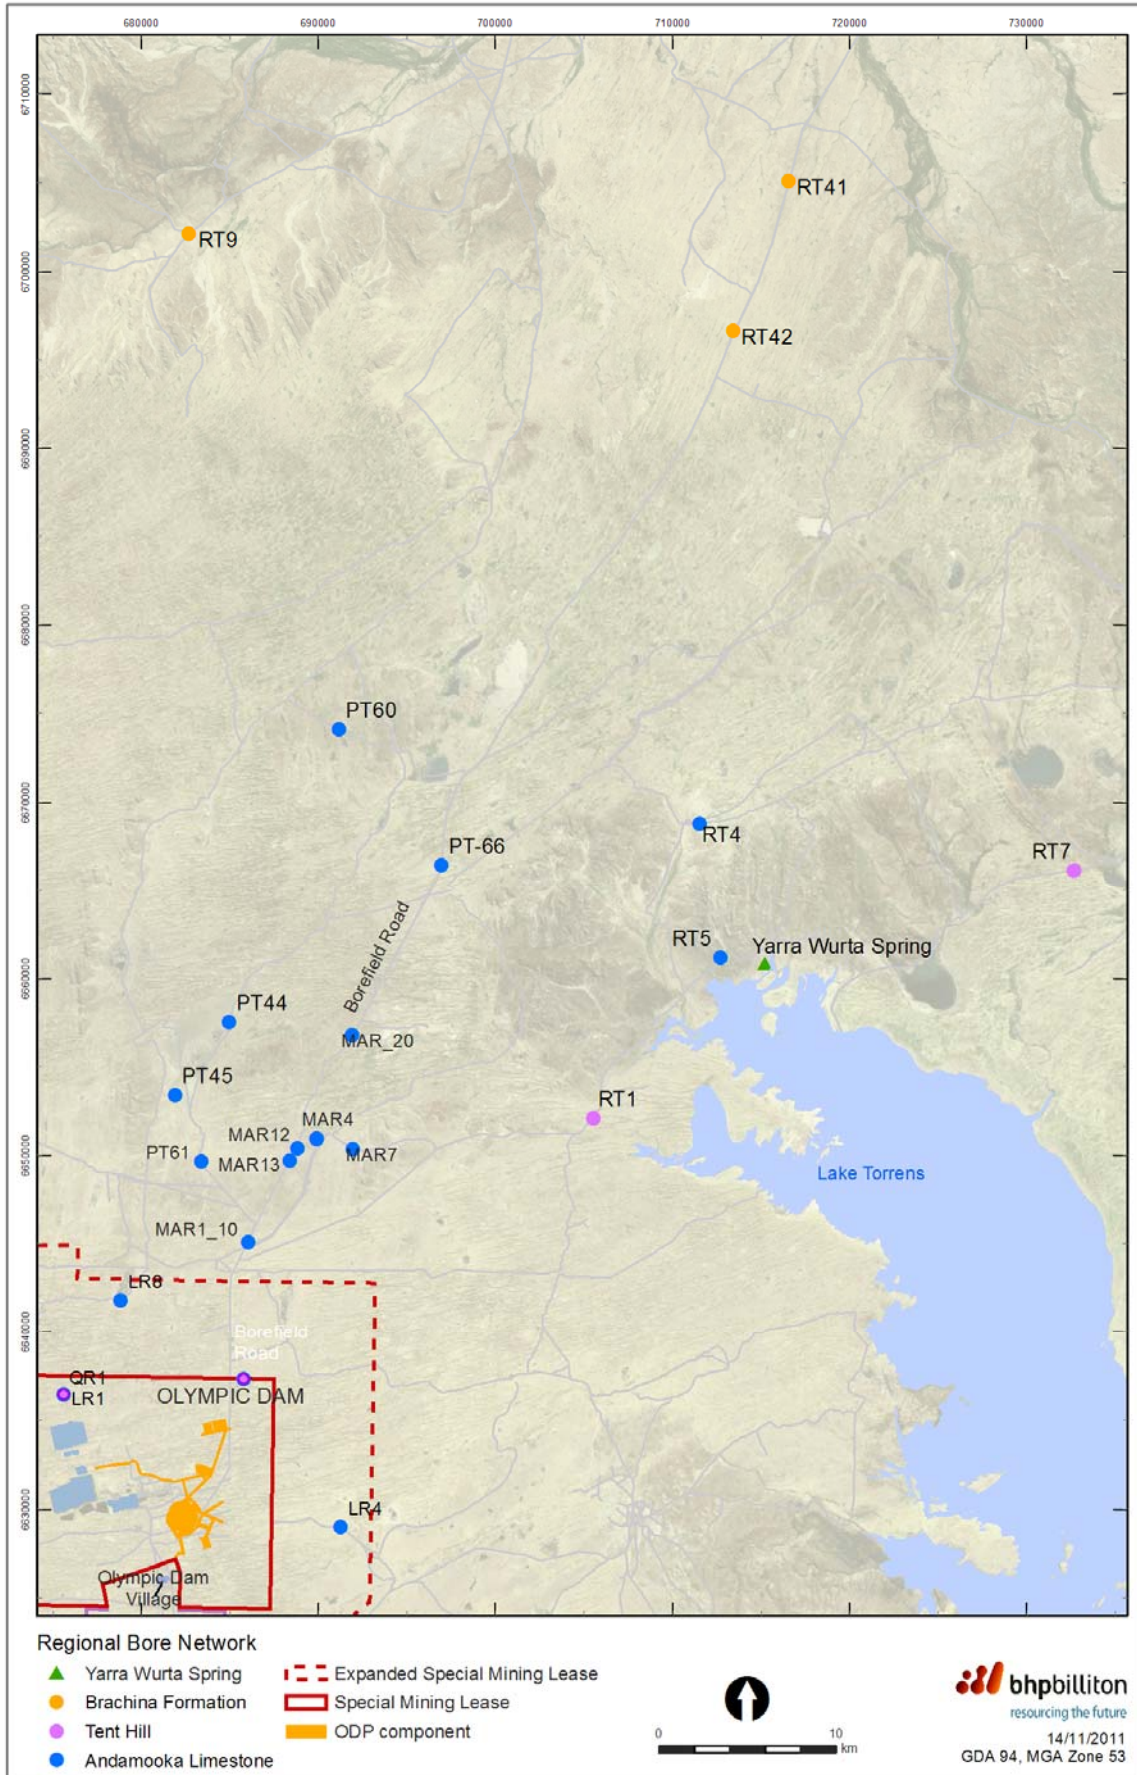 680000
690000
700000
710000
720000
730000
6710000
6700000
6690000
6680000
6670000
6660000
6650000
6640000
6630000
RT41
RT9
RT42
PT60
PT-66
RT4
RT7
Borefield Road
RT5
Yarra Wurta Spring
PT44
MAR_20
PT45
RT1
MAR4
MAR12
PT61
MAR13
MAR7
Lake Torrens
MAR1_10
LR8
Borefield
Road
QR1
LR1
OLYMPIC DAM
LR4
Olympic Dam
Village
Regional Bore Network
Yarra Wurta Spring
Brachina Formation
Tent Hill
Andamooka Limestone
Expanded Special Mining Lease
Special Mining Lease
ODP component
0
10
km
bhpbilliton
resourcing the future
14/11/2011
GDA 94, MGA Zone 53